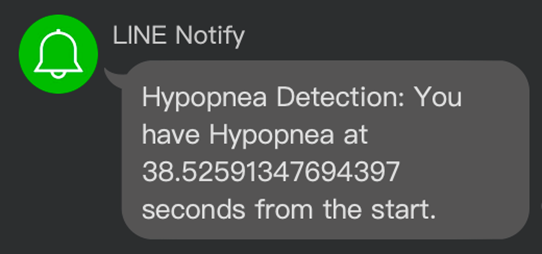 LINE Notify
Hypopnea Detection: You
have Hypopnea at
38.52591347694397
seconds from the start.